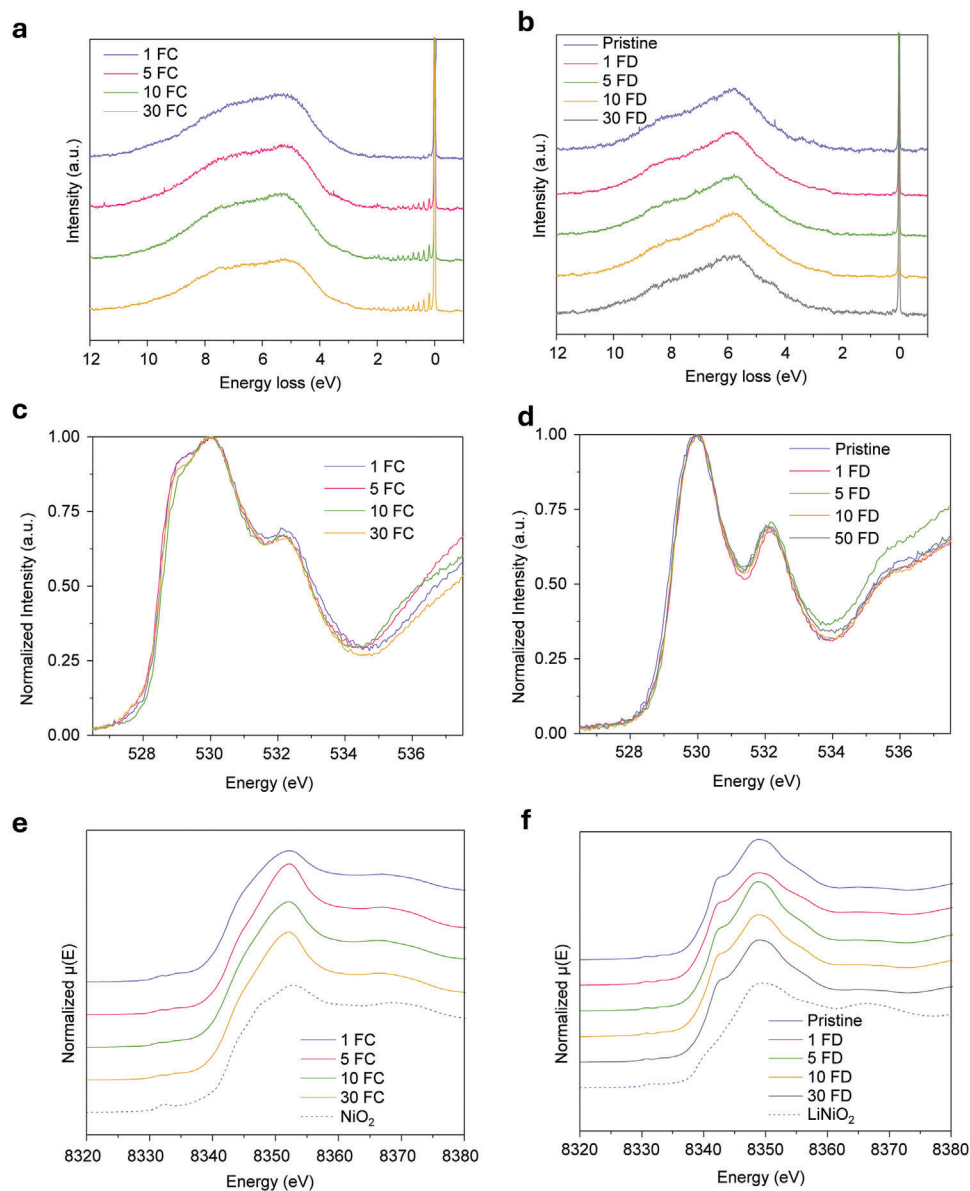 a
1 FC
5 FC
10 FC
30 FC
Intensity (a.u.)
12 10 8 6 4 2 0
Energy loss (eV)
b
Pristine
1 FD
5 FD
10 FD
30 FD
Intensity (a.u.)
12 10 8 6 4 2 0
Energy loss (eV)
c
1.00
0.75
0.50
0.25
0.00
Normalized Intensity (a.u.)
1 FC
5 FC
10 FC
30 FC
528 530 532 534 536
Energy (eV)
d
1.00
0.75
0.50
0.25
0.00
Normalized Intensity (a.u.)
Pristine
1 FD
5 FD
10 FD
50 FD
528 530 532 534 536
Energy (eV)
e
Normalized μ(E)
1 FC
5 FC
10 FC
30 FC
NiO₂
8320 8330 8340 8350 8360 8370 8380
Energy (eV)
f
Normalized μ(E)
Pristine
1 FD
5 FD
10 FD
30 FD
LiNiO₂
8320 8330 8340 8350 8360 8370 8380
Energy (eV)